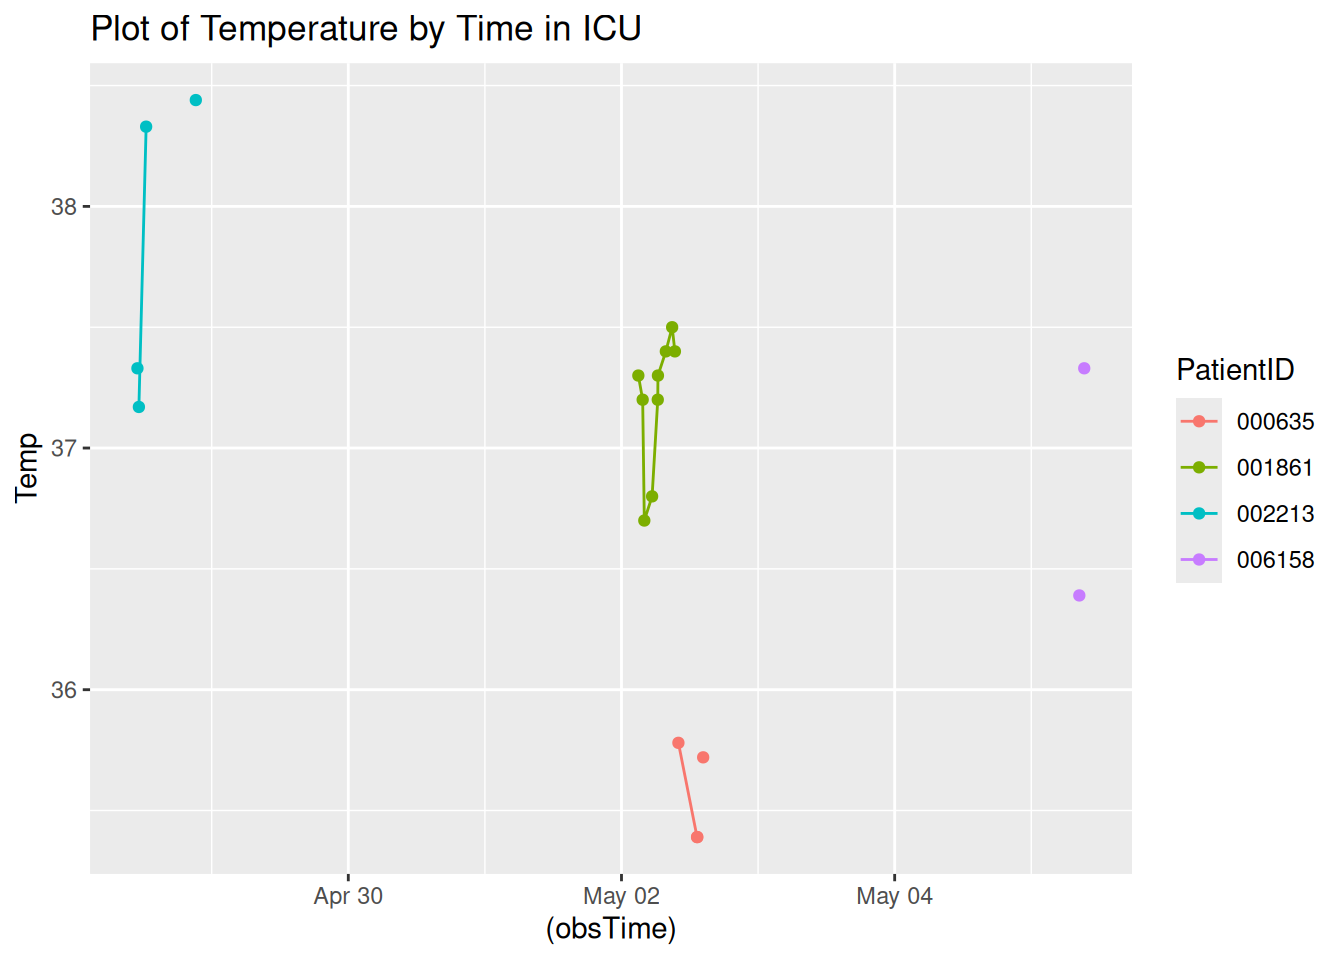 Plot of Temperature by Time in ICU
38
37
36
Temp
Apr 30
May 02
May 04
(obsTime)
PatientID
000635
001861
002213
006158